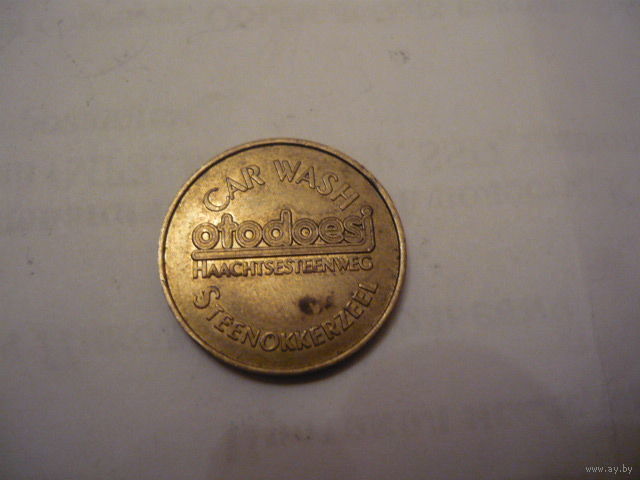 CAR WASH
otodoesj
HAACHTSESTEENWEG
STEENOKKERZEEL
www.ay.by